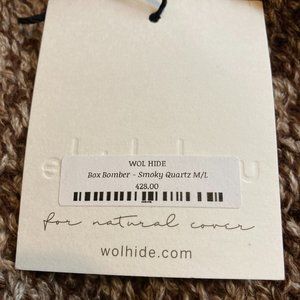 WOL HIDE
Box Bomber - Smoky Quartz M/L
428.00
for natural cover
wolhide.com